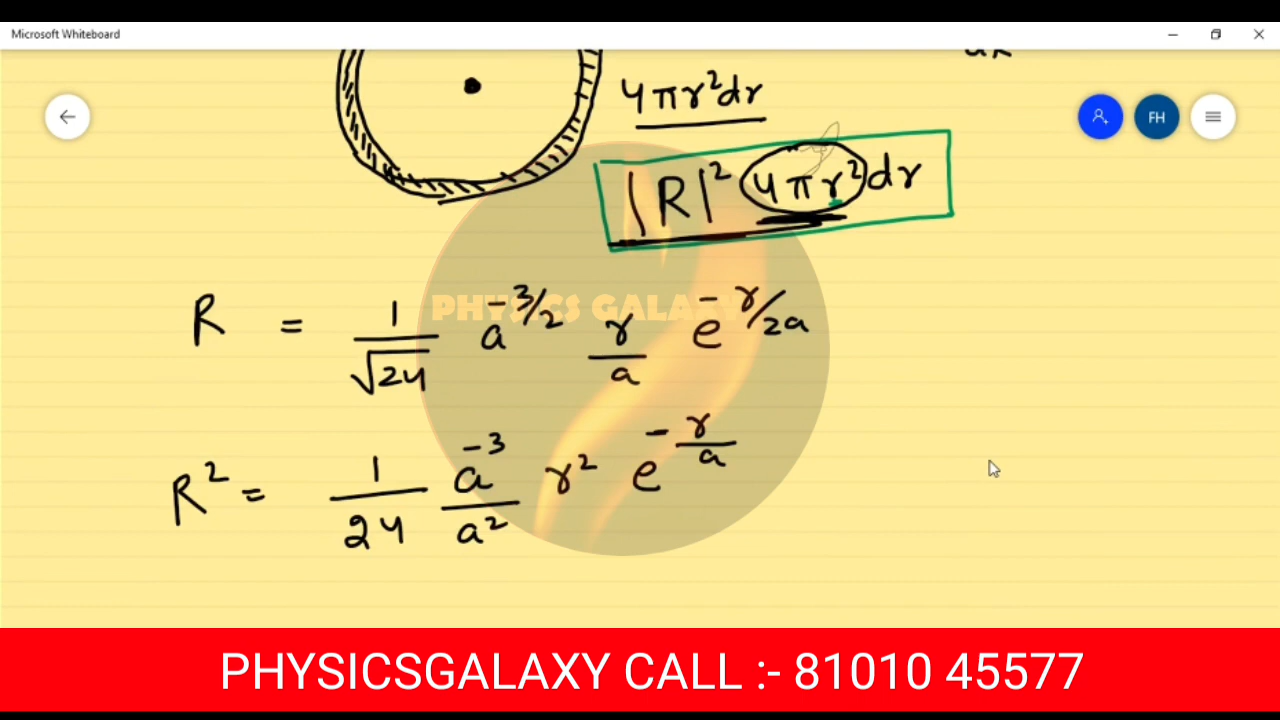 Microsoft Whiteboard
4πr²dr
FH
|R|² 4πr² dr
PHYSICS GALAXY
R = 1/√24 a^(-3/2) r/a e^(-r/2a)
R² = 1/24 a^(-3)/a² r² e^(-r/a)
PHYSICSGALAXY CALL :- 81010 45577